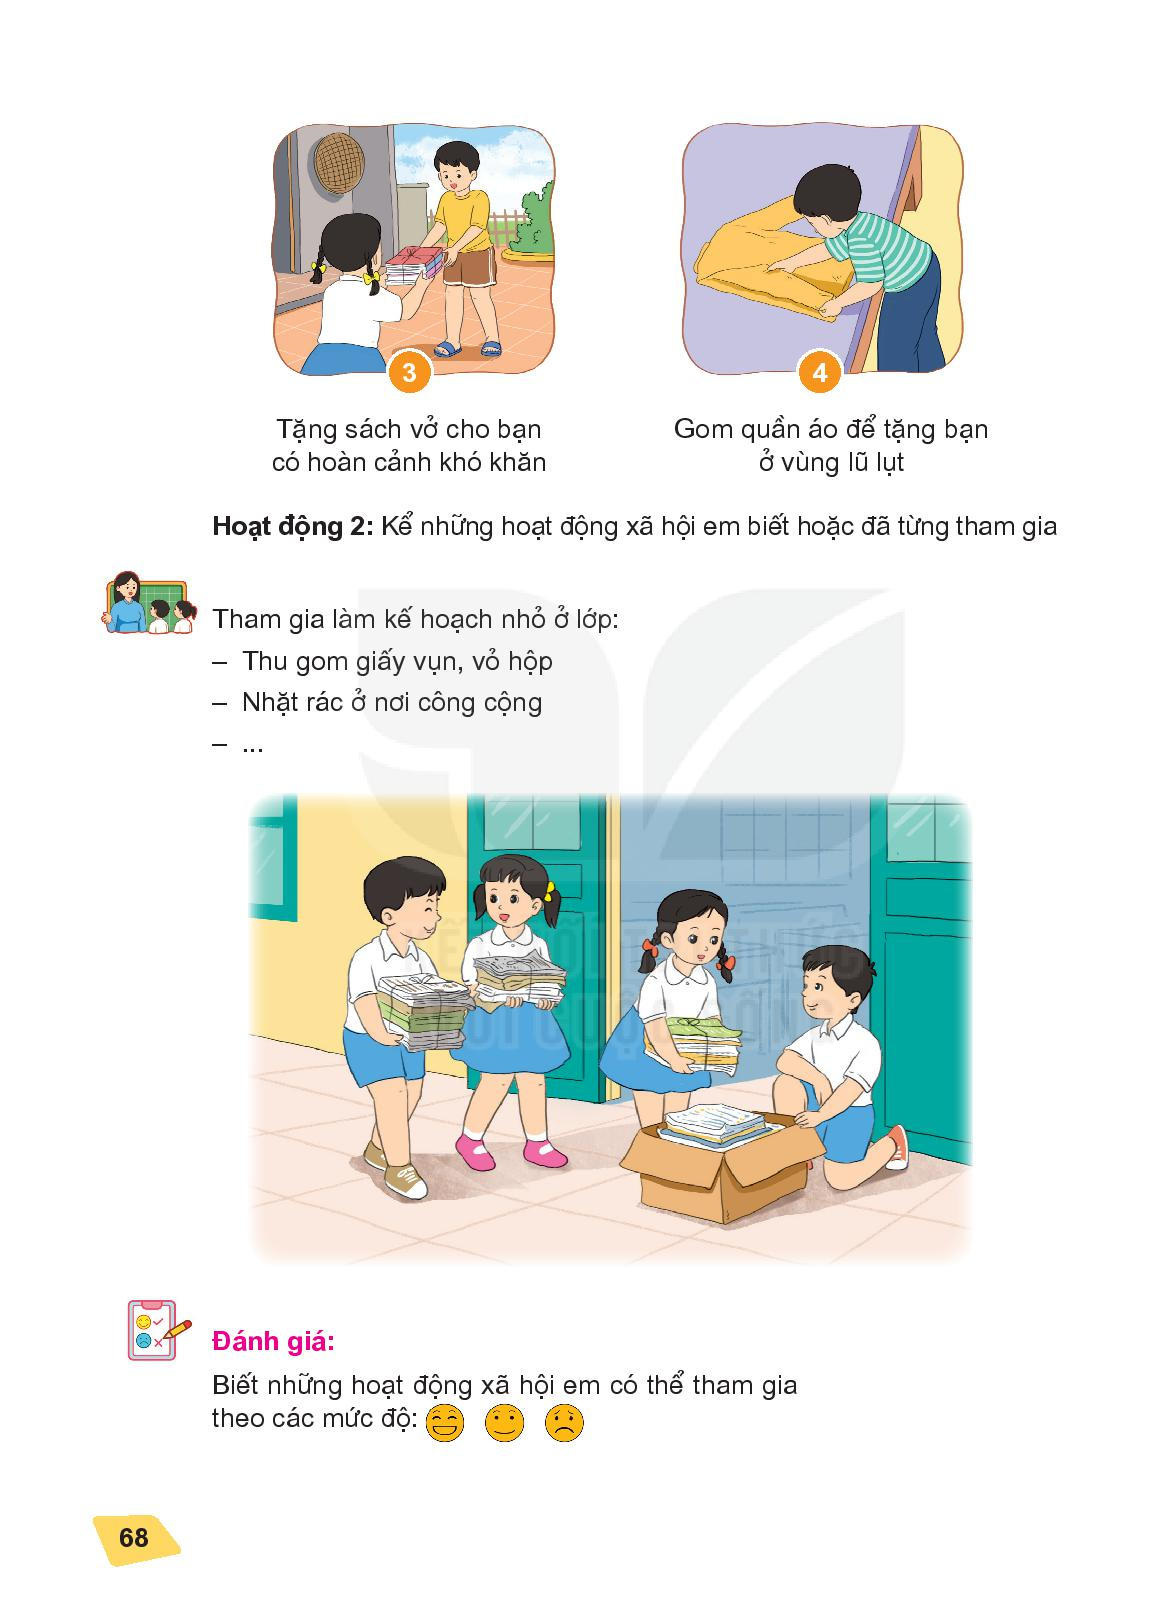 3
4
Tặng sách vở cho bạn
có hoàn cảnh khó khăn
Gom quần áo để tặng bạn
ở vùng lũ lụt
Hoạt động 2: Kể những hoạt động xã hội em biết hoặc đã từng tham gia
Tham gia làm kế hoạch nhỏ ở lớp:
– Thu gom giấy vụn, vỏ hộp
– Nhặt rác ở nơi công cộng
– ...
Đánh giá:
Biết những hoạt động xã hội em có thể tham gia
theo các mức độ:
68